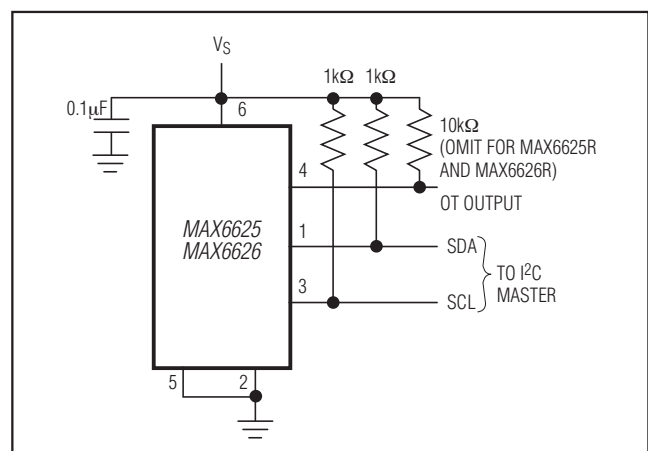 VS
1kΩ 1kΩ
0.1µF
6
10kΩ
(OMIT FOR MAX6625R
AND MAX6626R)
4
OT OUTPUT
MAX6625
MAX6626
1
SDA
TO I2C
MASTER
3
SCL
5
2